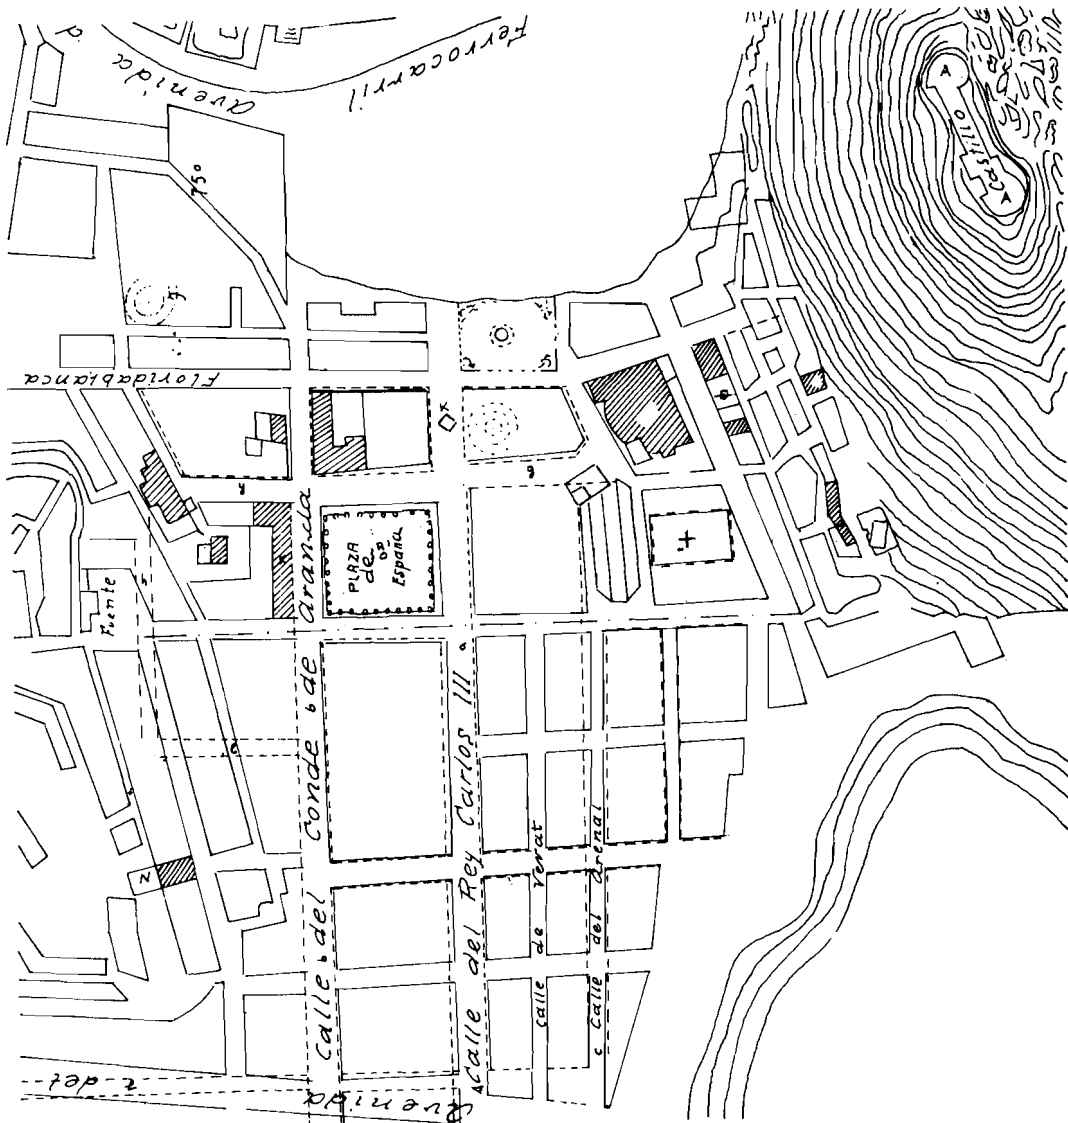 Ferrocarril
avenida
castillo
A
A
75º
Floridablanca
PLAZA
de
España
Fuente
Calle del Conde de Aranda
Calle del Rey Carlos III
calle de Verat
Calle del Arenal
N
Avenida